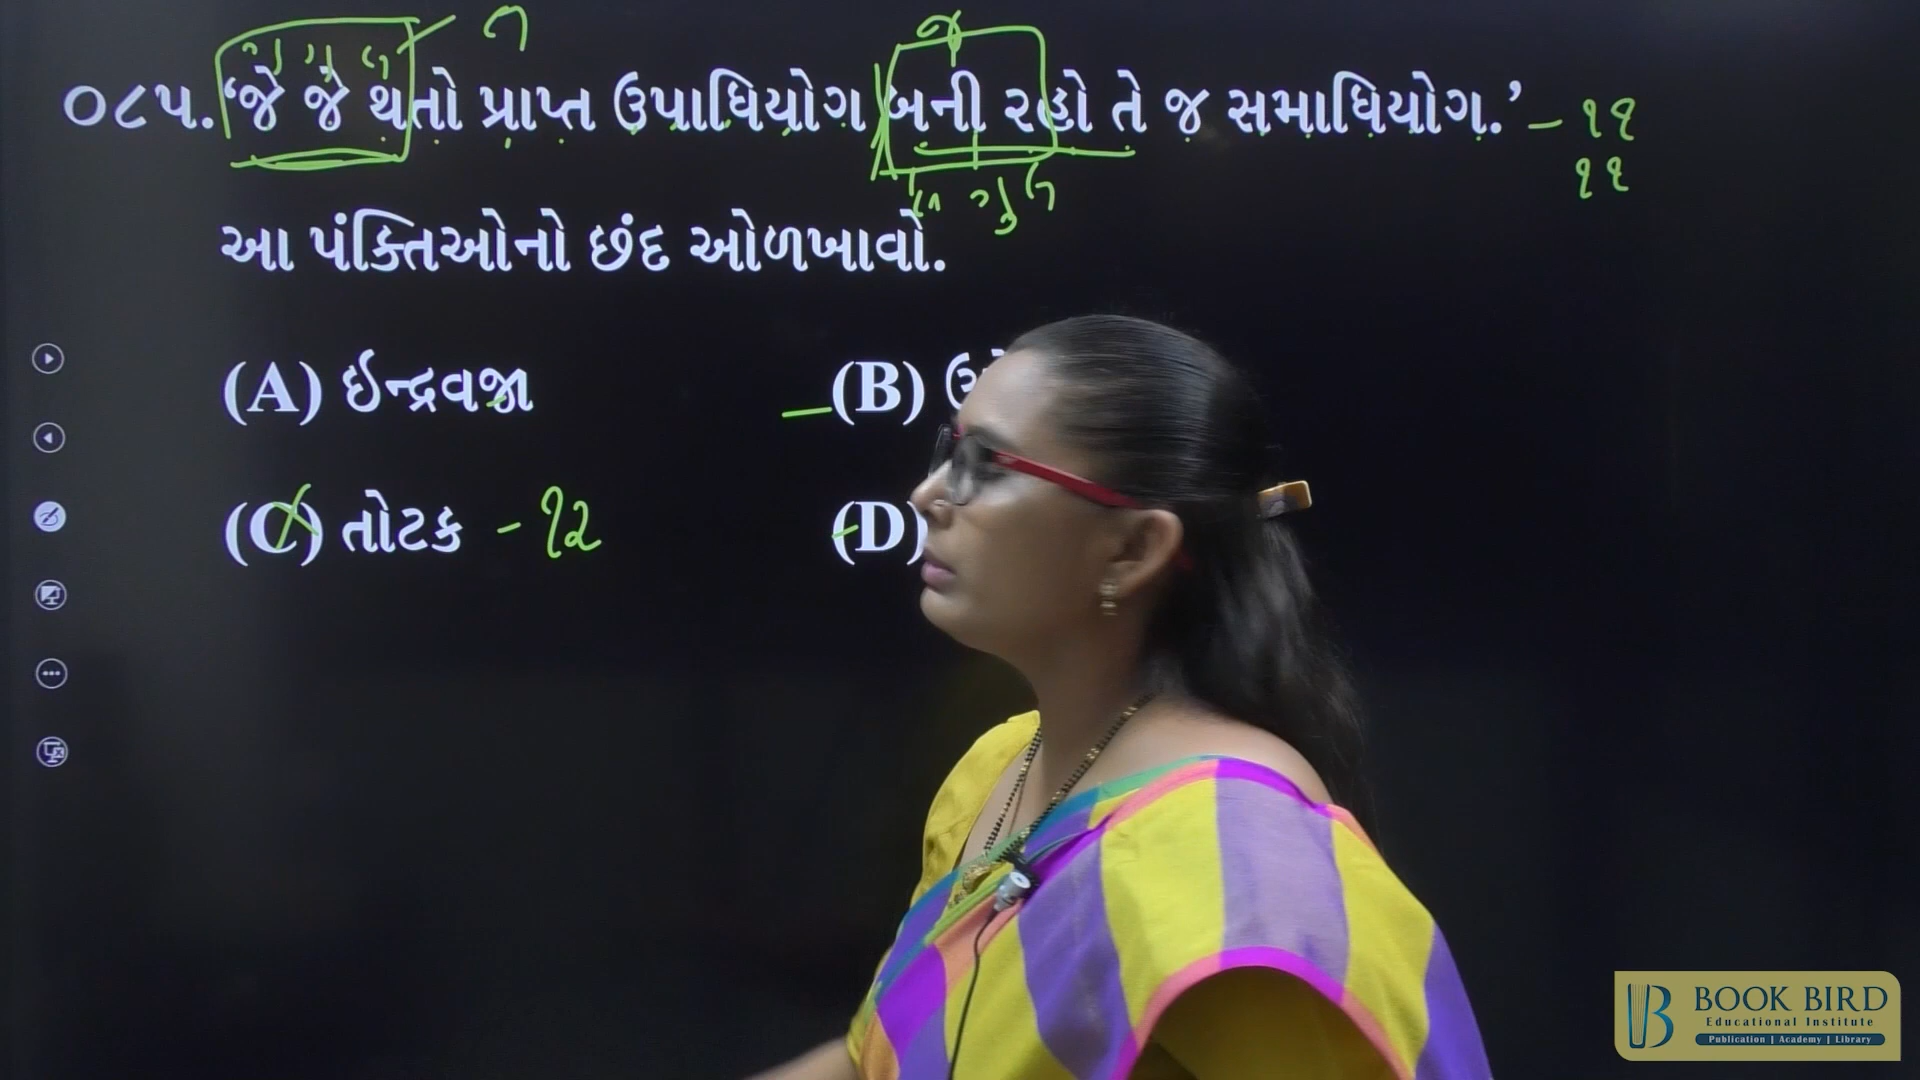 ૦૮૫. ‘જે જે થતો પ્રાપ્ત ઉપાધિયોગ બની રહો તે જ સમાધિયોગ.’ – ૧૧
૧૧
આ પંક્તિઓનો છંદ ઓળખાવો.
(A) ઇન્દ્રવજ્રા
(B)
(C) તોટક - ૧૨
(D)
BOOK BIRD
Educational Institute
Publication | Academy | Library